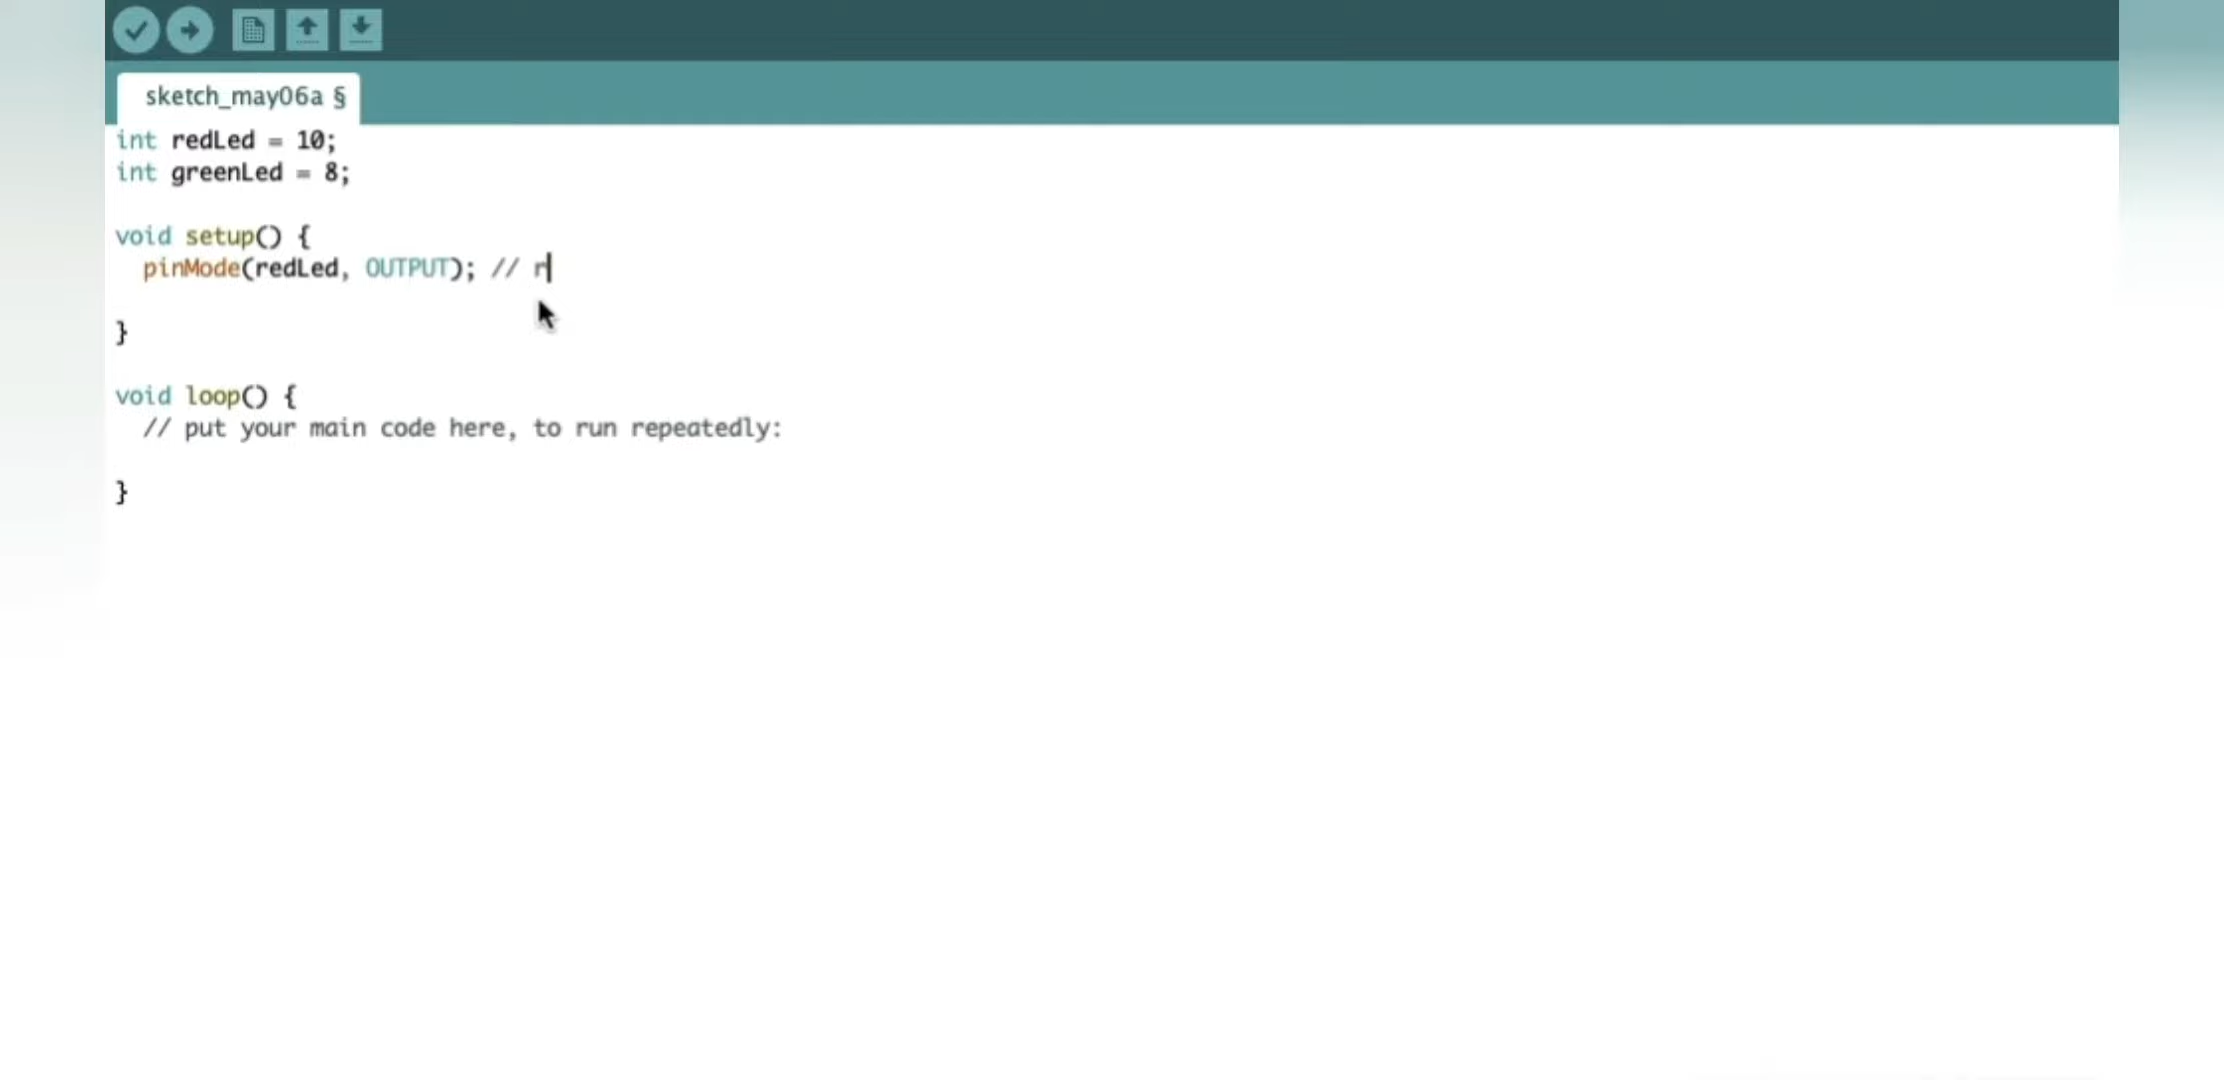 sketch_may06a §
int redLed = 10;
int greenLed = 8;
void setup() {
pinMode(redLed, OUTPUT); // r
}
void loop() {
// put your main code here, to run repeatedly:
}